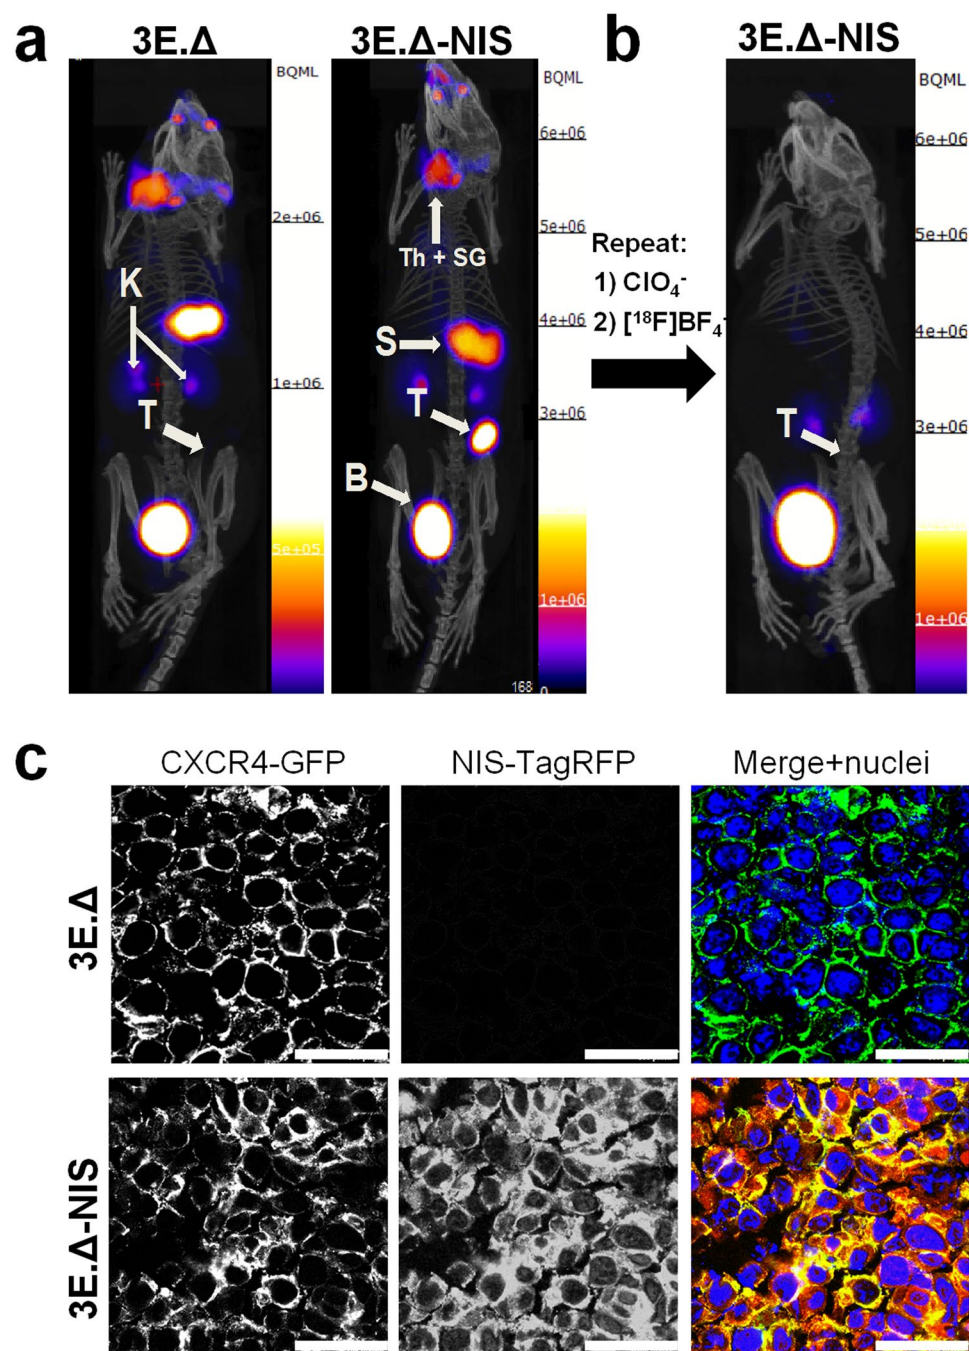 a
3E.Δ
3E.Δ-NIS
b
3E.Δ-NIS
BQML
2e+06
1e+06
5e+05
K
T
BQML
6e+06
5e+06
4e+06
3e+06
1e+06
0
168
Th + SG
S
T
B
Repeat:
1) ClO₄⁻
2) [¹⁸F]BF₄⁻
BQML
6e+06
5e+06
4e+06
3e+06
1e+06
T
c
CXCR4-GFP
NIS-TagRFP
Merge+nuclei
3E.Δ
3E.Δ-NIS